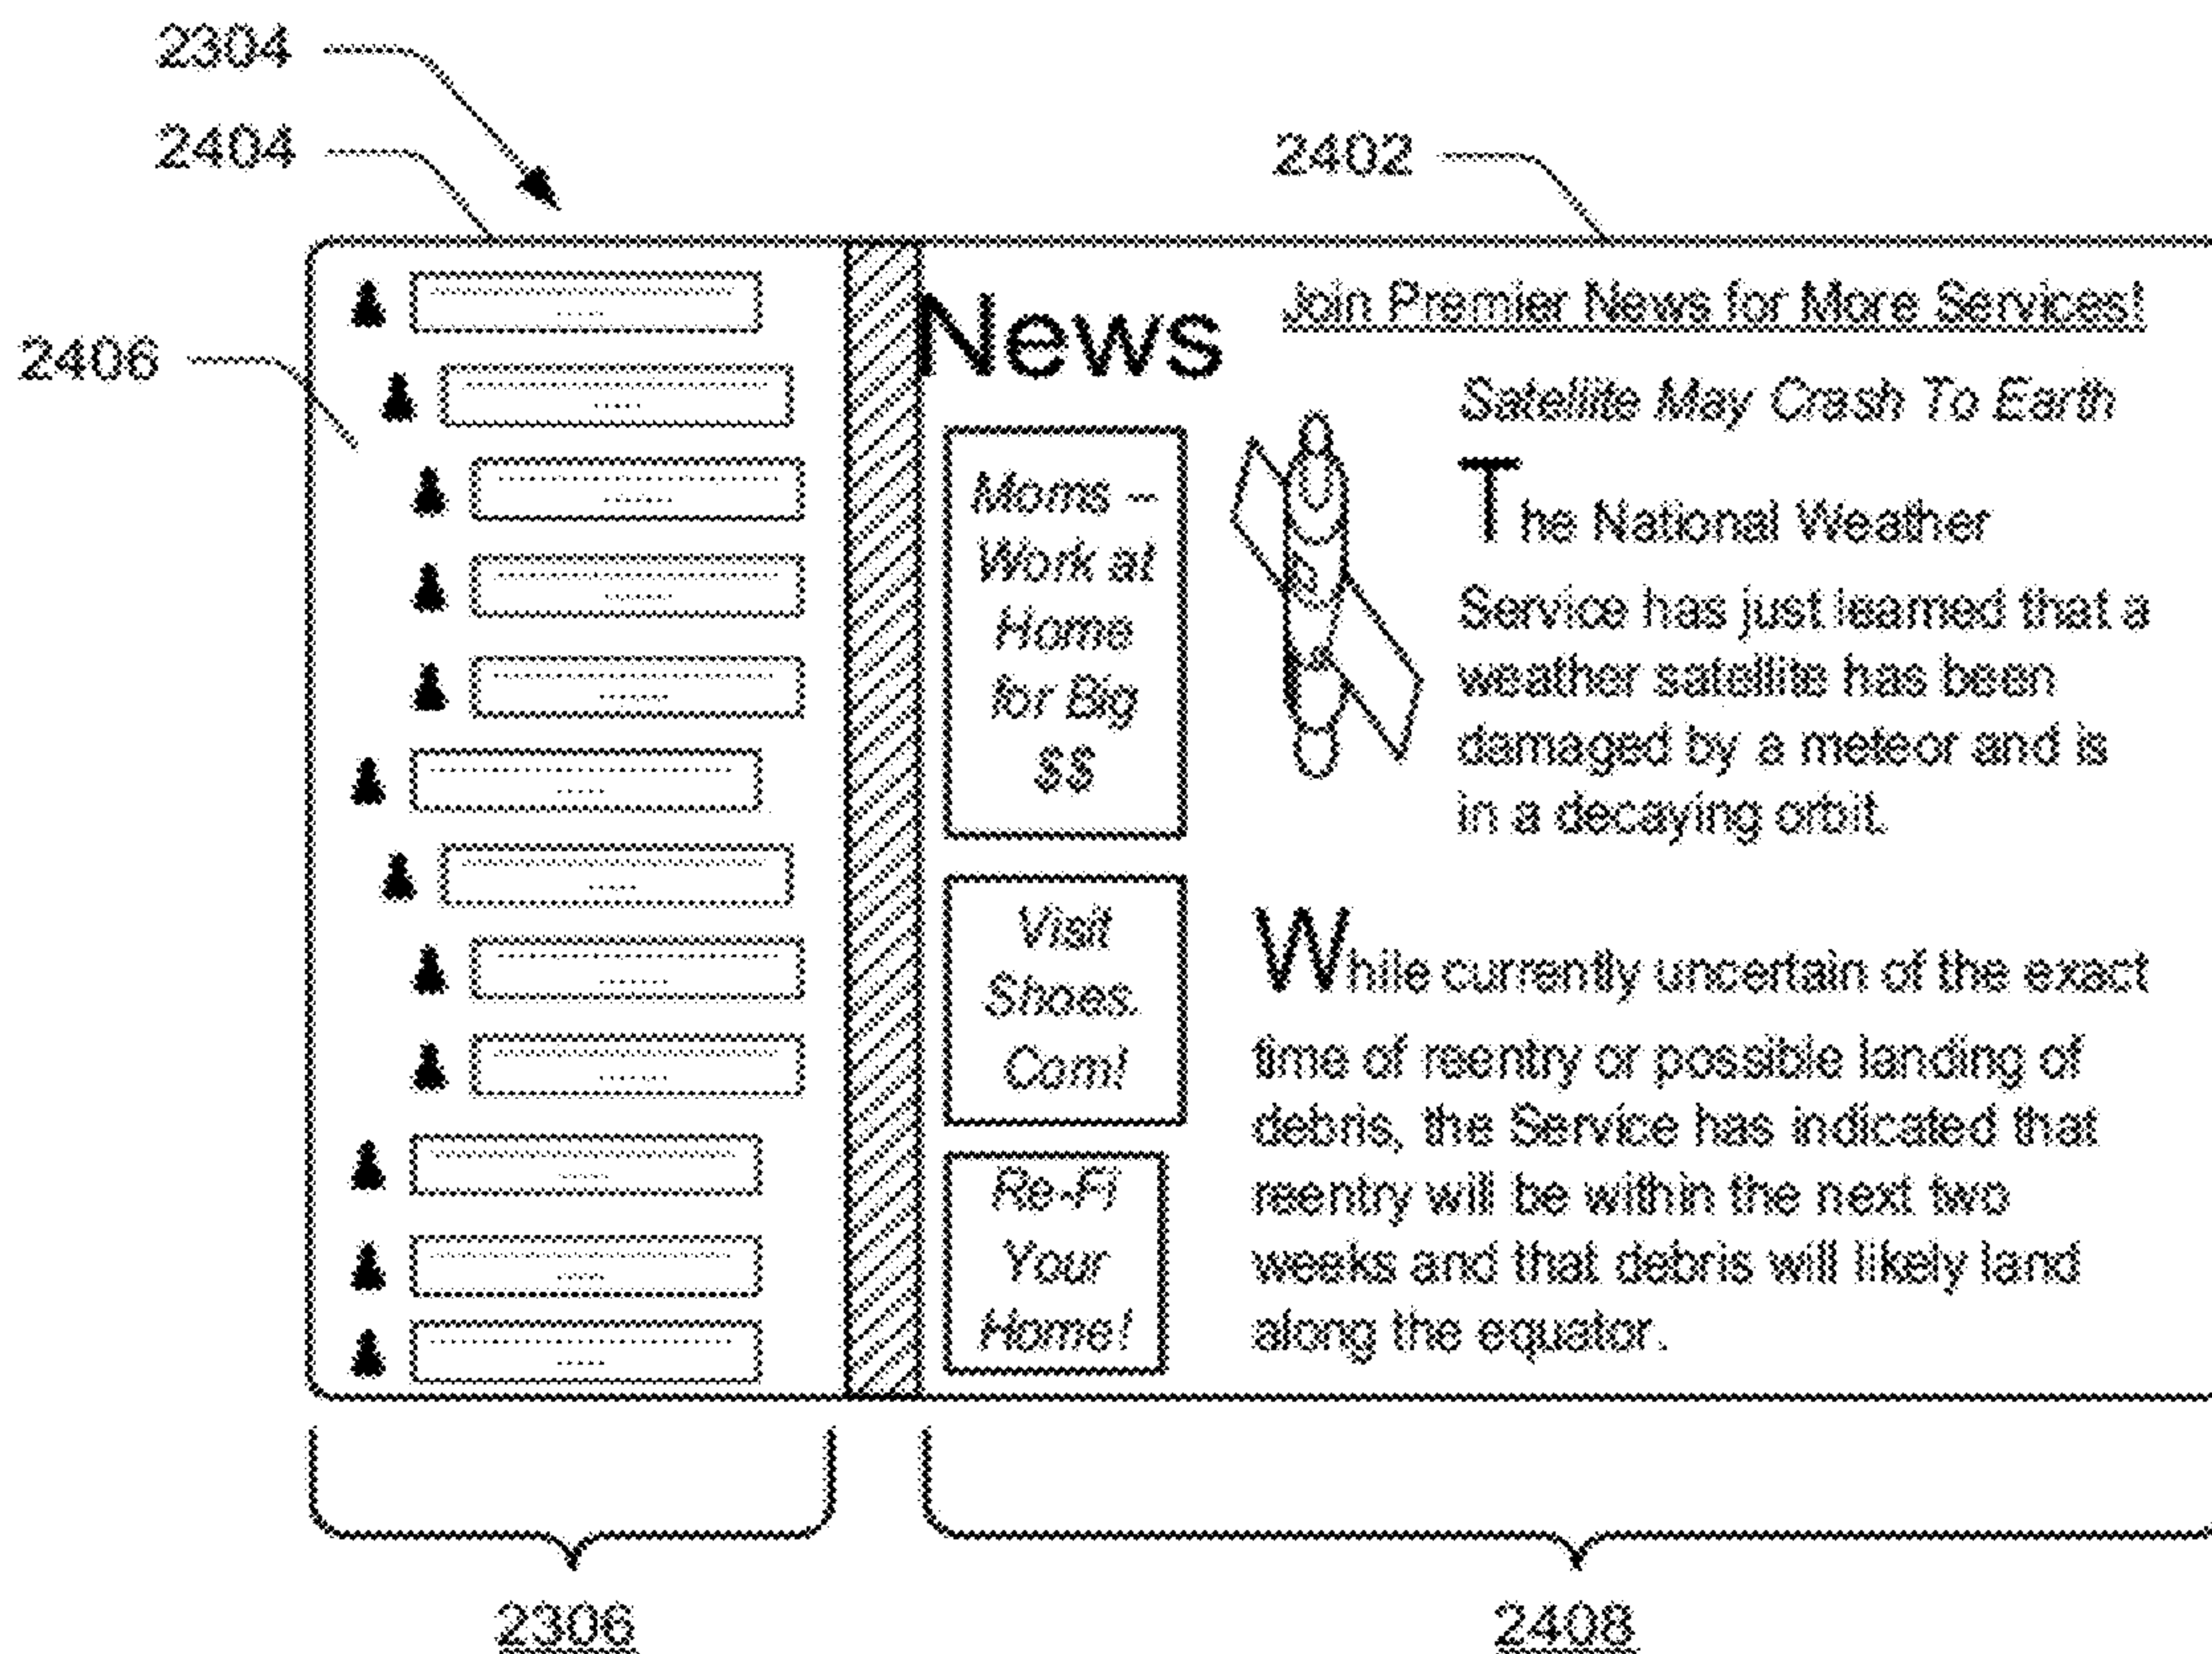 2304
2404
2402
2406
News
Join Premier News for More Services!
Satellite May Crash To Earth
Moms –
Work at
Home
for Big
$$
The National Weather
Service has just learned that a
weather satellite has been
damaged by a meteor and is
in a decaying orbit.
Visit
Shoes.
Com!
Re-Fi
Your
Home!
While currently uncertain of the exact
time of reentry or possible landing of
debris, the Service has indicated that
reentry will be within the next two
weeks and that debris will likely land
along the equator.
2306
2408